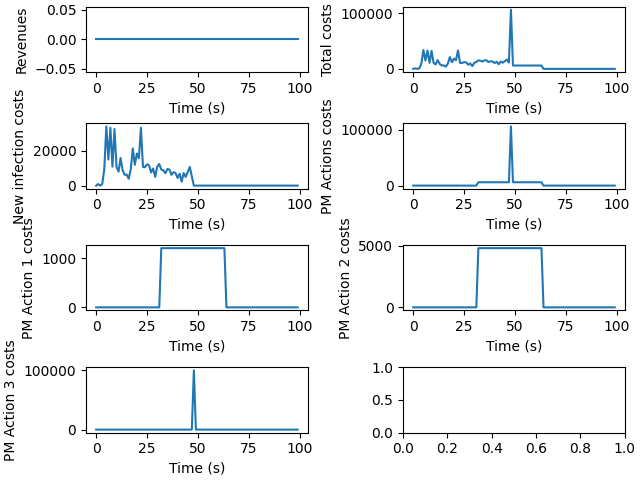 Revenues
0.05
0.00
−0.05
0 25 50 75 100
Time (s)
Total costs
100000
0
0 25 50 75 100
Time (s)
New infection costs
20000
0
0 25 50 75 100
Time (s)
PM Actions costs
100000
0
0 25 50 75 100
Time (s)
PM Action 1 costs
1000
0
0 25 50 75 100
Time (s)
PM Action 2 costs
5000
0
0 25 50 75 100
Time (s)
PM Action 3 costs
100000
0
0 25 50 75 100
Time (s)
1.0
0.5
0.0
0.0 0.2 0.4 0.6 0.8 1.0